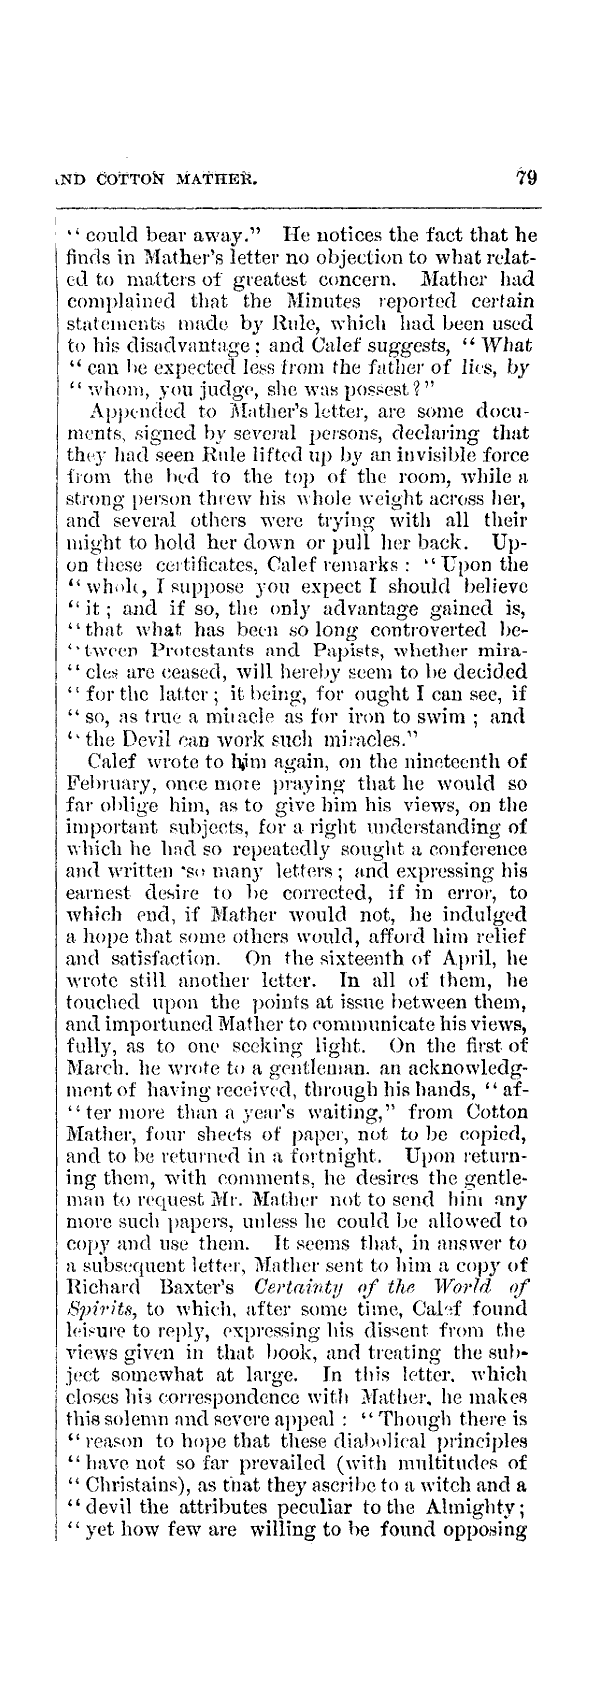 ND COTTON MATHER. 79
“ could bear away.” He notices the fact that he
finds in Mather's letter no objection to what relat-
ed to matters of greatest concern. Mather had
complained that the Minutes reported certain
statements made by Rule, which had been used
to his disadvantage; and Calef suggests, “ What
“ can be expected less from the father of lies, by
“ whom, you judge, she was possest?”
Appended to Mather's letter, are some docu-
ments, signed by several persons, declaring that
they had seen Rule lifted up by an invisible force
from the bed to the top of the room, while a
strong person threw his whole weight across her,
and several others were trying with all their
might to hold her down or pull her back. Up-
on these certificates, Calef remarks: “ Upon the
“ whole, I suppose you expect I should believe
“ it; and if so, the only advantage gained is,
“ that what has been so long controverted be-
“ tween Protestants and Papists, whether mira-
“ cles are ceased, will hereby seem to be decided
“ for the latter; it being, for ought I can see, if
“ so, as true a miracle as for iron to swim; and
“ the Devil can work such miracles.”
Calef wrote to him again, on the nineteenth of
February, once more praying that he would so
far oblige him, as to give him his views, on the
important subjects, for a right understanding of
which he had so repeatedly sought a conference
and written so many letters; and expressing his
earnest desire to be corrected, if in error, to
which end, if Mather would not, he indulged
a hope that some others would, afford him relief
and satisfaction. On the sixteenth of April, he
wrote still another letter. In all of them, he
touched upon the points at issue between them,
and importuned Mather to communicate his views,
fully, as to one seeking light. On the first of
March. he wrote to a gentleman. an acknowledg-
ment of having received, through his hands, “ af-
“ ter more than a year's waiting,” from Cotton
Mather, four sheets of paper, not to be copied,
and to be returned in a fortnight. Upon return-
ing them, with comments, he desires the gentle-
man to request Mr. Mather not to send him any
more such papers, unless he could be allowed to
copy and use them. It seems that, in answer to
a subsequent letter, Mather sent to him a copy of
Richard Baxter's Certainty of the World of
Spirits, to which, after some time, Calef found
leisure to reply, expressing his dissent from the
views given in that book, and treating the sub-
ject somewhat at large. In this letter. which
closes his correspondence with Mather, he makes
this solemn and severe appeal: “ Though there is
“ reason to hope that these diabolical principles
“ have not so far prevailed (with multitudes of
“ Christains), as that they ascribe to a witch and a
“ devil the attributes peculiar to the Almighty;
“ yet how few are willing to be found opposing